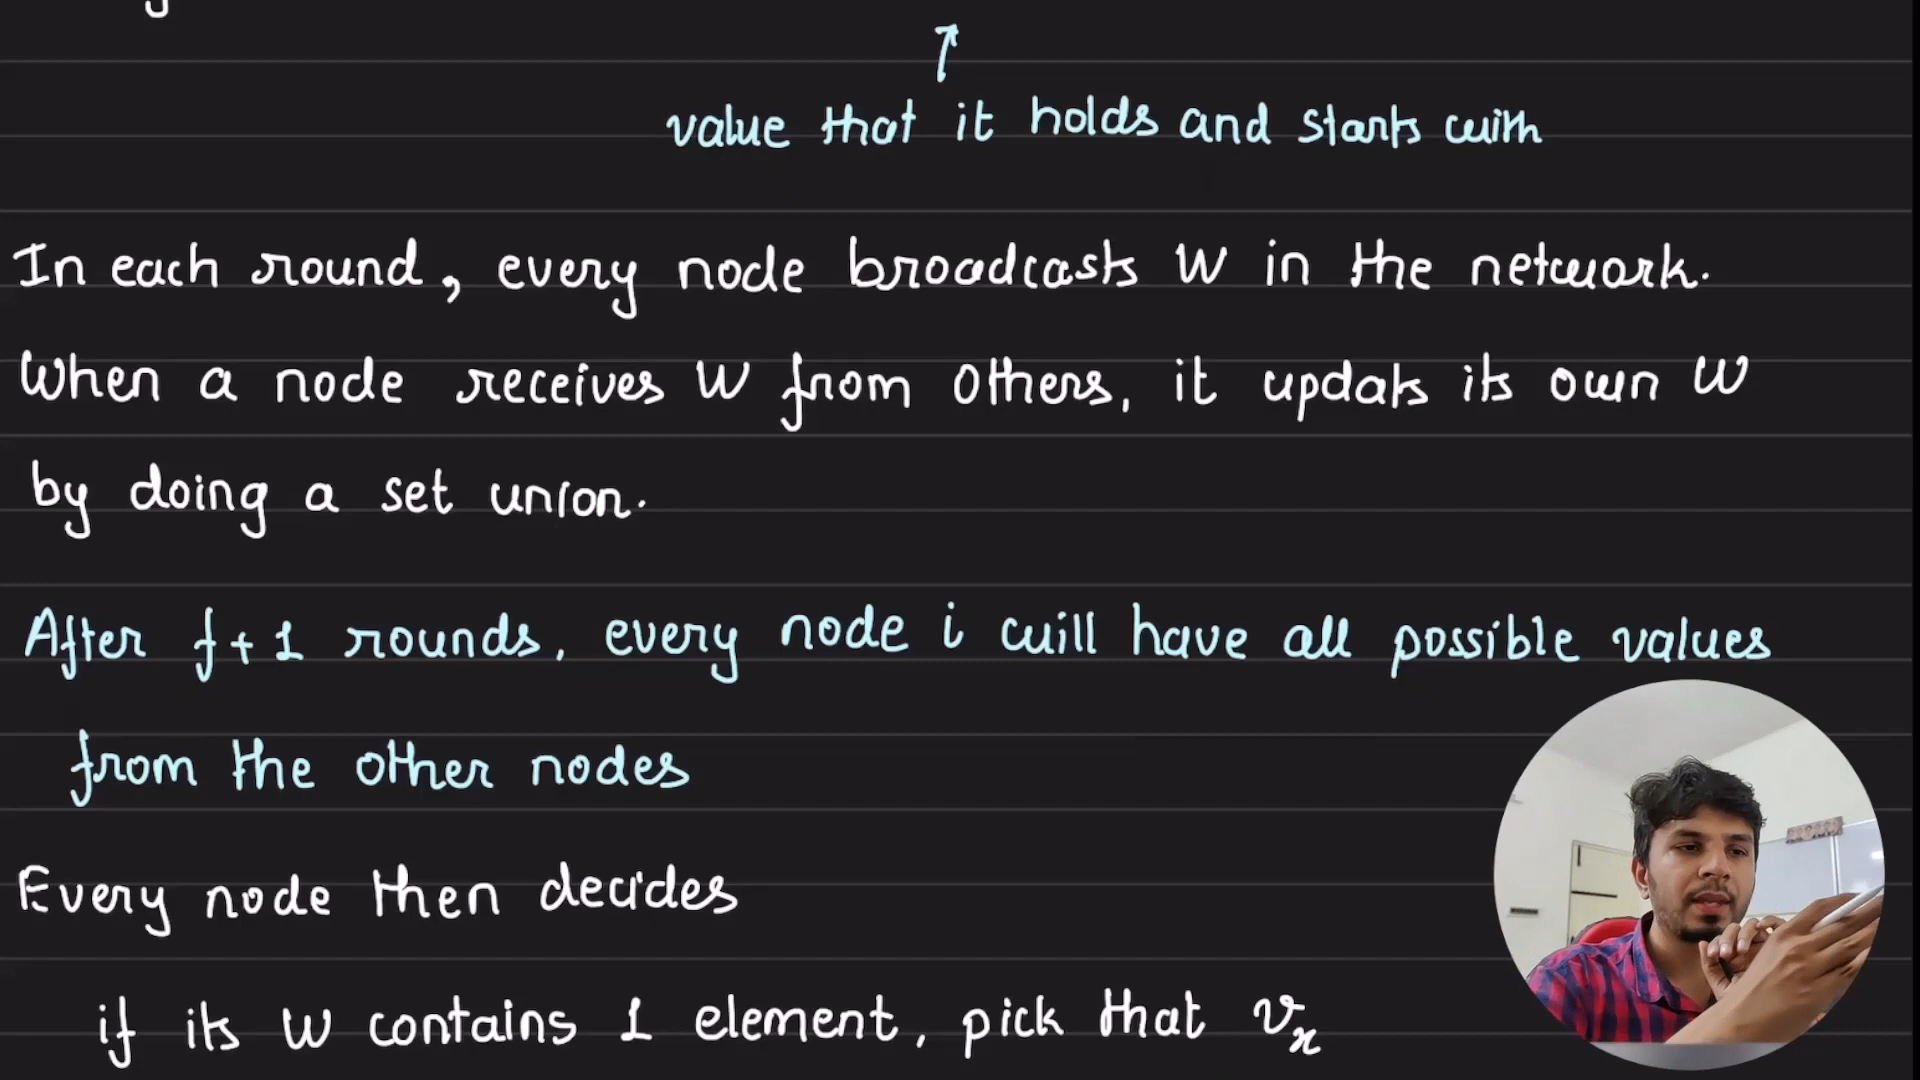 value that it holds and starts with
In each round, every node broadcasts W in the network.
When a node receives W from others, it updats its own W
by doing a set union.
After f+1 rounds, every node i will have all possible values
from the other nodes
Every node then decides
if its W contains 1 element, pick that vx